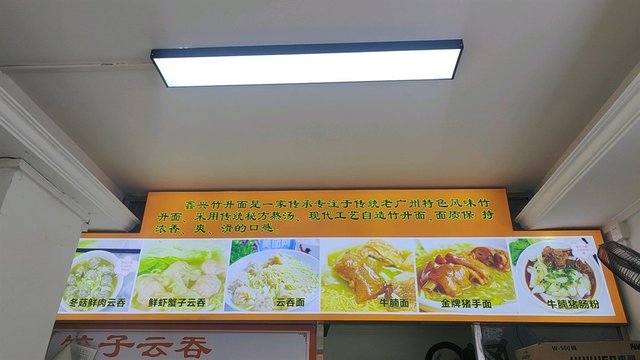 鑫兴竹升面是一家传承专注于传统老广州特色风味竹
升面、采用传统秘方熬汤、现代工艺自造竹升面、面质保 持
浓香、爽、滑的口感
冬菇鲜肉云吞
鲜虾蟹子云吞
云吞面
牛腩面
金牌猪手面
牛腩猪肠粉
子云吞
W-500